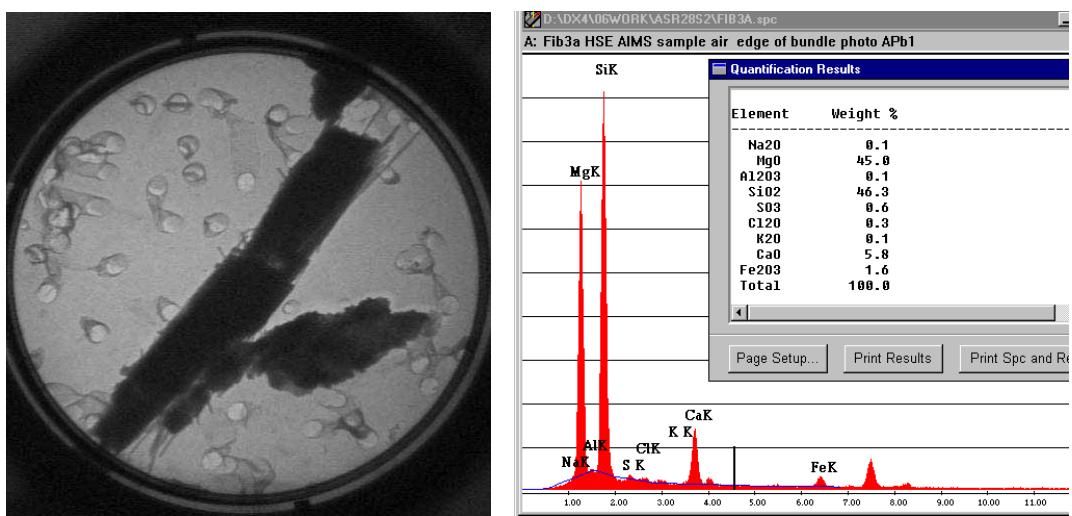 D:\DX4\06WORK\ASR28S2\FIB3A.spc
A: Fib3a HSE AIMS sample air edge of bundle photo APb1
SiK
MgK
AlK
NaK
S K
ClK
K K
CaK
FeK
1.00 2.00 3.00 4.00 5.00 6.00 7.00 8.00 9.00 10.00 11.00
Quantification Results
Element Weight %
Na2O 0.1
MgO 45.0
Al2O3 0.1
SiO2 46.3
SO3 0.6
Cl2O 0.3
K2O 0.1
CaO 5.8
Fe2O3 1.6
Total 100.0
Page Setup... Print Results Print Spc and Re